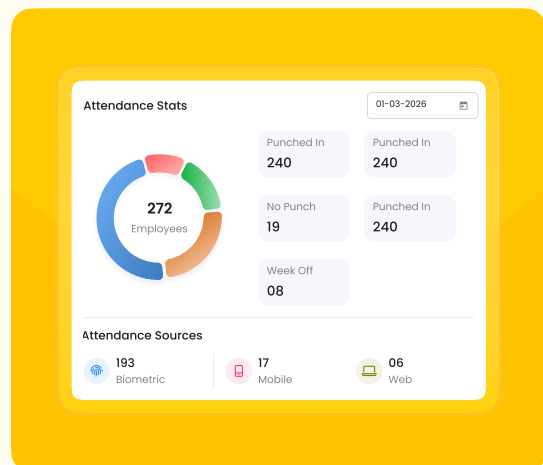 Attendance Stats
01-03-2026
272
Employees
Punched In
240
Punched In
240
No Punch
19
Punched In
240
Week Off
08
Attendance Sources
193
Biometric
17
Mobile
06
Web